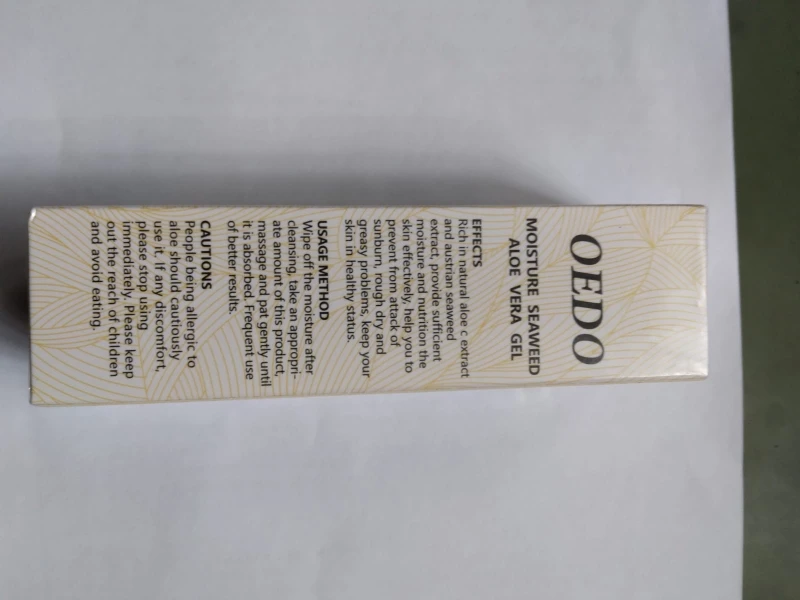 OEDO
MOISTURE SEAWEED
ALOE VERA GEL
EFFECTS
Rich in natural aloe c extract
and austrian seaweed
extract, provide sufficient
moisture and nutrition the
skin effectively, help you to
prevent from attack of
sunburn, rough dry and
greasy problems, keep your
skin in healthy status.
USAGE METHOD
Wipe off the moisture after
cleansing, take an appropri-
ate amount of this product,
massage and pat gently until
it is absorbed. Frequent use
of better results.
CAUTIONS
People being allergic to
aloe should cautiously
use it. If any discomfort,
please stop using
immediately. Please keep
out the reach of children
and avoid eating.